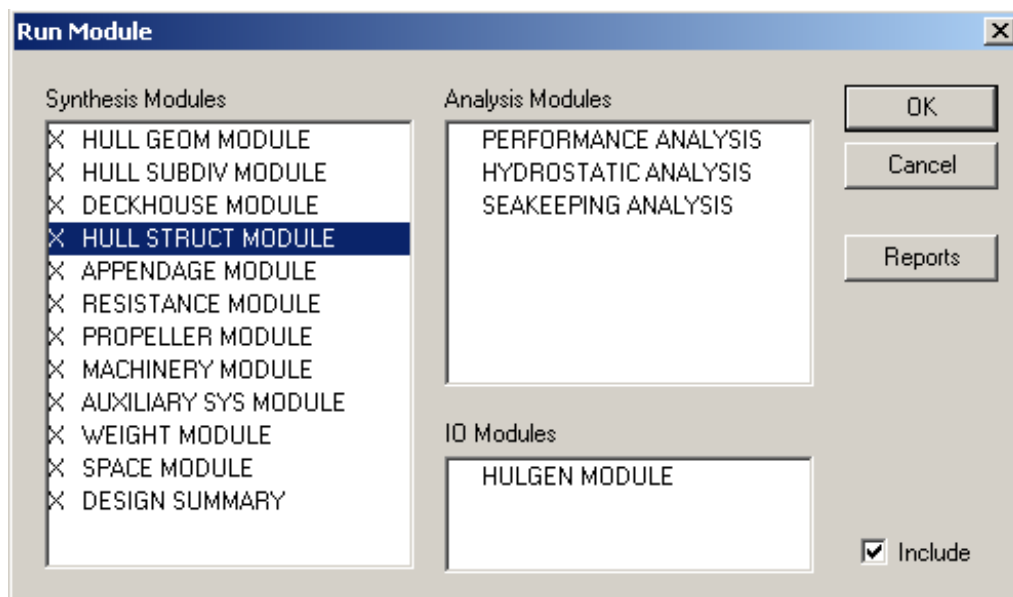 Run Module
Synthesis Modules
X HULL GEOM MODULE
X HULL SUBDIV MODULE
X DECKHOUSE MODULE
X HULL STRUCT MODULE
X APPENDAGE MODULE
X RESISTANCE MODULE
X PROPELLER MODULE
X MACHINERY MODULE
X AUXILIARY SYS MODULE
X WEIGHT MODULE
X SPACE MODULE
X DESIGN SUMMARY
Analysis Modules
PERFORMANCE ANALYSIS
HYDROSTATIC ANALYSIS
SEAKEEPING ANALYSIS
IO Modules
HULGEN MODULE
OK
Cancel
Reports
Include